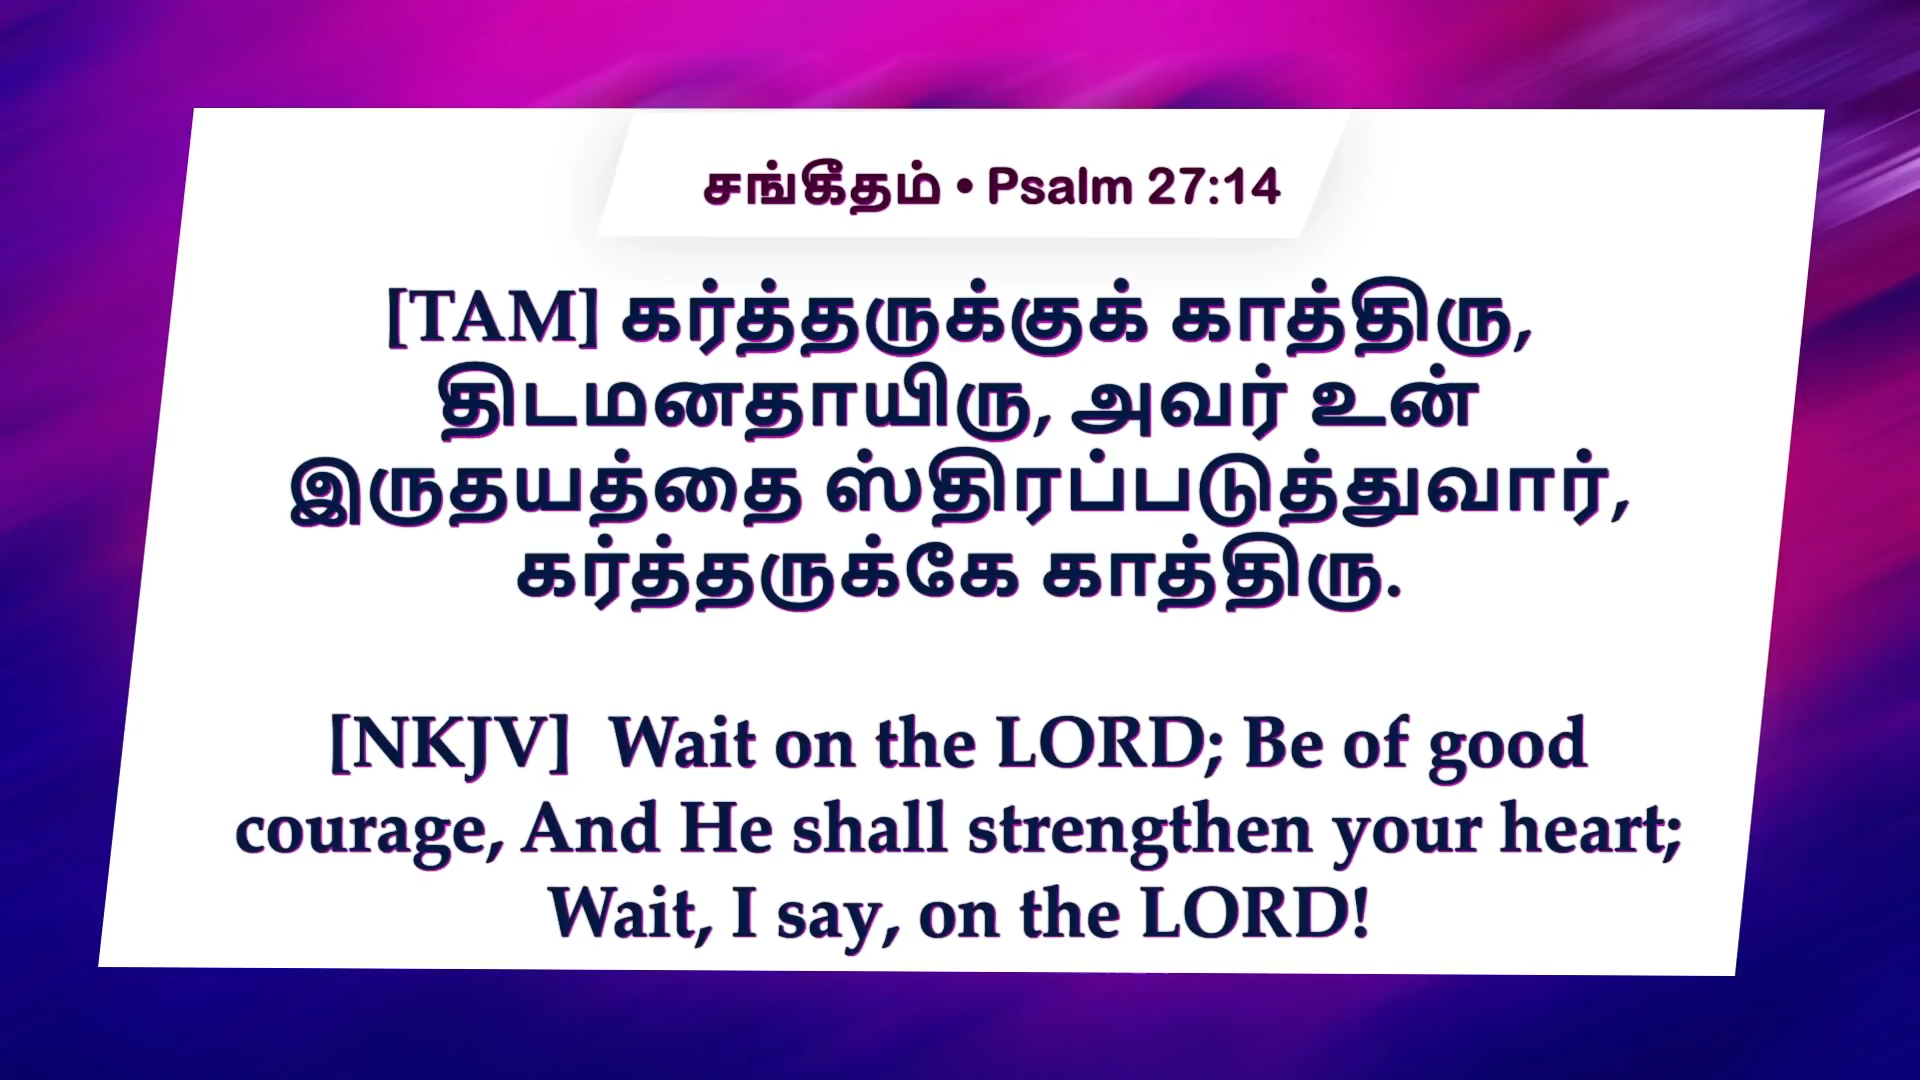 சங்கீதம் • Psalm 27:14
[TAM] கர்த்தருக்குக் காத்திரு,
திடமனதாயிரு, அவர் உன்
இருதயத்தை ஸ்திரப்படுத்துவார்,
கர்த்தருக்கே காத்திரு.
[NKJV]  Wait on the LORD; Be of good
courage, And He shall strengthen your heart;
Wait, I say, on the LORD!